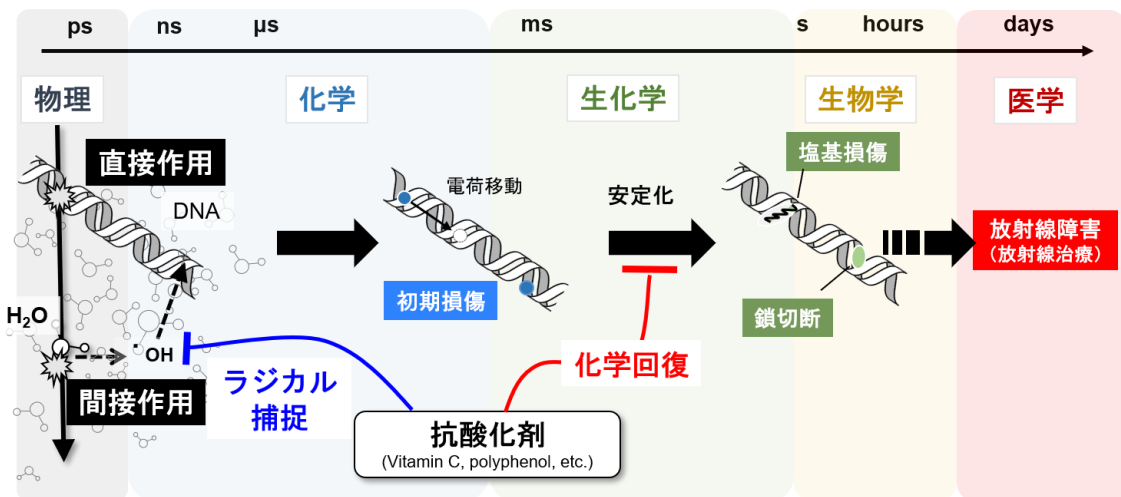 ps ns µs ms s hours days
物理 化学 生化学 生物学 医学
直接作用
DNA
電荷移動
初期損傷
安定化
塩基損傷
鎖切断
放射線障害
（放射線治療）
H₂O
·OH
間接作用
ラジカル
捕捉
化学回復
抗酸化剤
(Vitamin C, polyphenol, etc.)